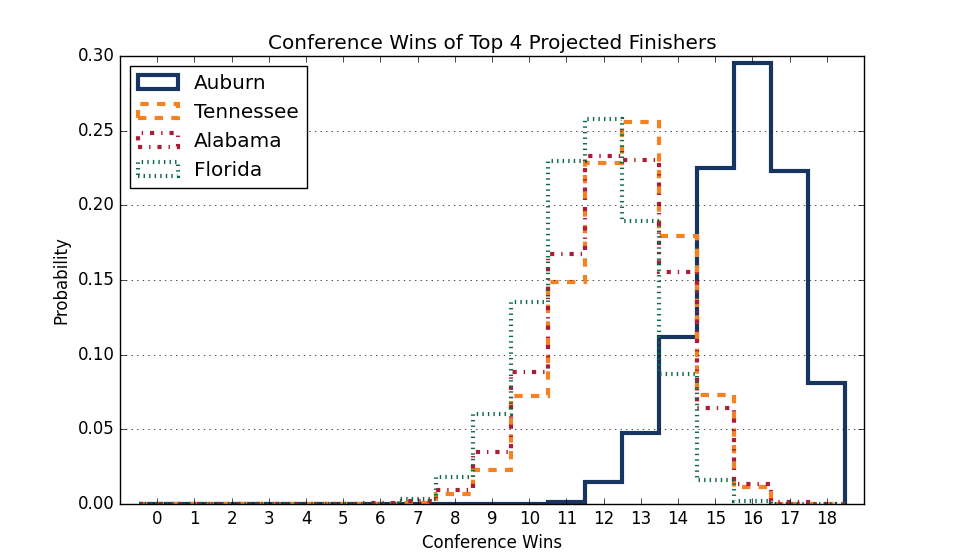 Conference Wins of Top 4 Projected Finishers
0.30
0.25
0.20
0.15
0.10
0.05
0.00
Probability
Auburn
Tennessee
Alabama
Florida
0 1 2 3 4 5 6 7 8 9 10 11 12 13 14 15 16 17 18
Conference Wins